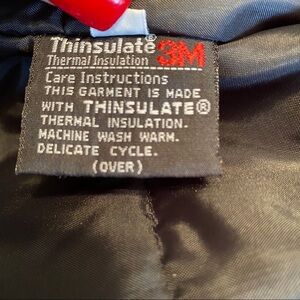 Thinsulate 3M
Thermal Insulation
Care Instructions
THIS GARMENT IS MADE
WITH THINSULATE®
THERMAL INSULATION.
MACHINE WASH WARM.
DELICATE CYCLE.
(OVER)